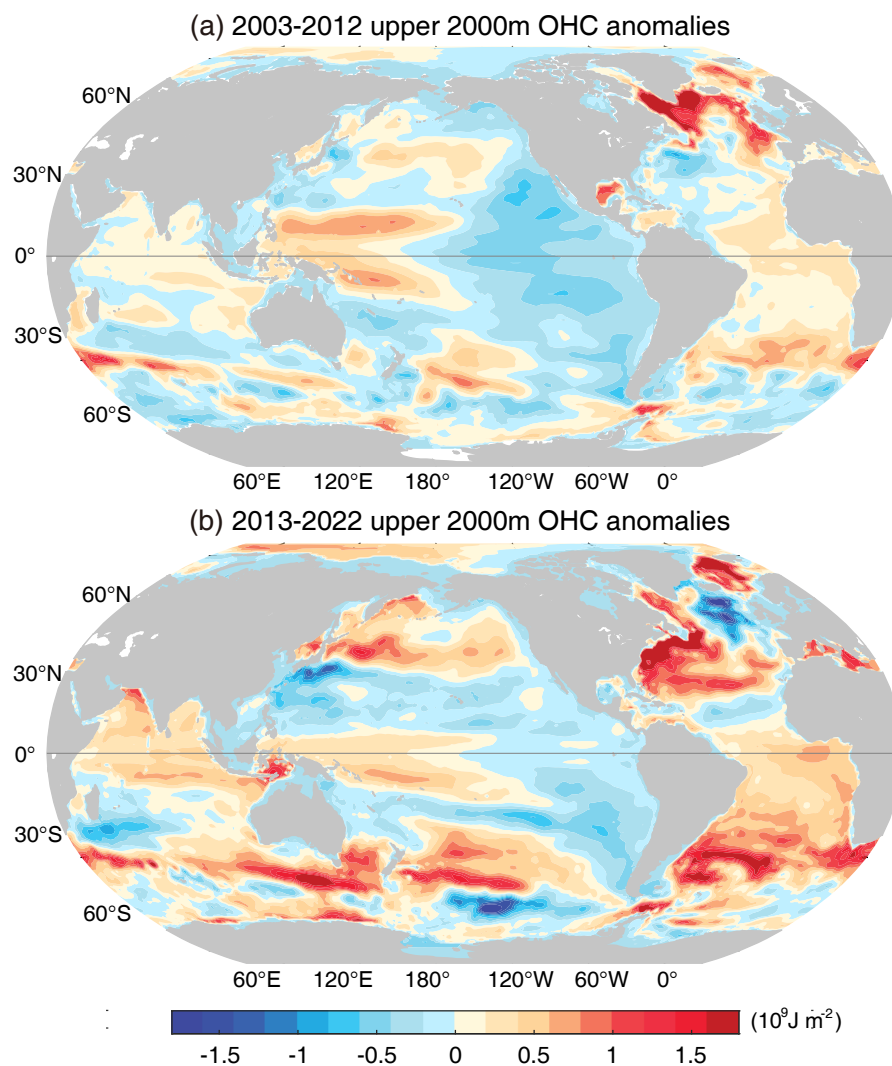 (a) 2003-2012 upper 2000m OHC anomalies
60°N
30°N
0°
30°S
60°S
60°E 120°E 180° 120°W 60°W 0°
(b) 2013-2022 upper 2000m OHC anomalies
60°N
30°N
0°
30°S
60°S
60°E 120°E 180° 120°W 60°W 0°
(10⁹J m⁻²)
-1.5 -1 -0.5 0 0.5 1 1.5